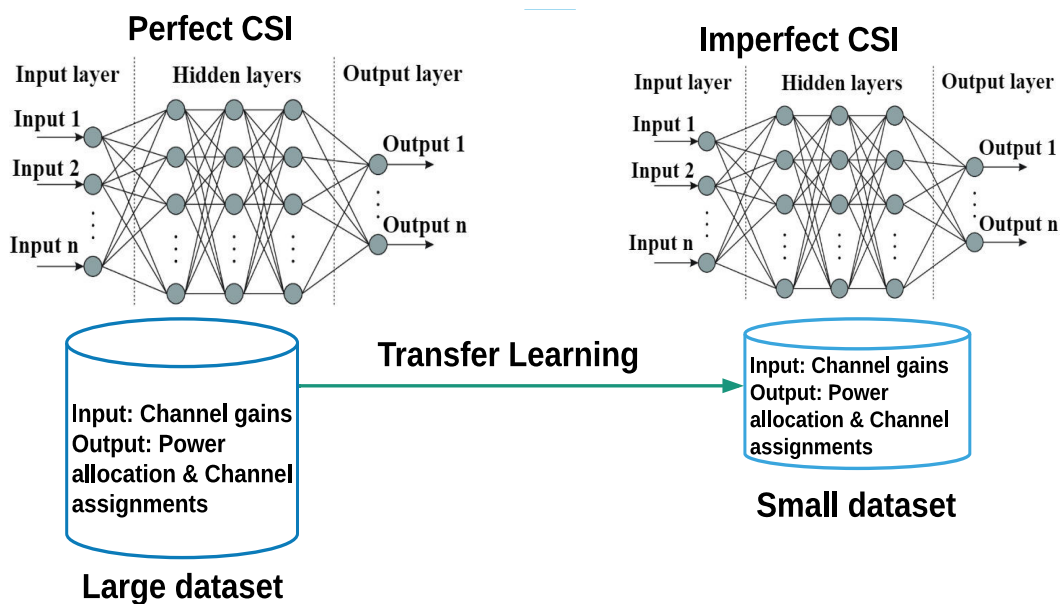 Perfect CSI
Input layer
Hidden layers
Output layer
Input 1
Input 2
Input n
Output 1
Output n
Imperfect CSI
Input layer
Hidden layers
Output layer
Input 1
Input 2
Input n
Output 1
Output n
Input: Channel gains
Output: Power
allocation & Channel
assignments
Large dataset
Transfer Learning
Input: Channel gains
Output: Power
allocation & Channel
assignments
Small dataset